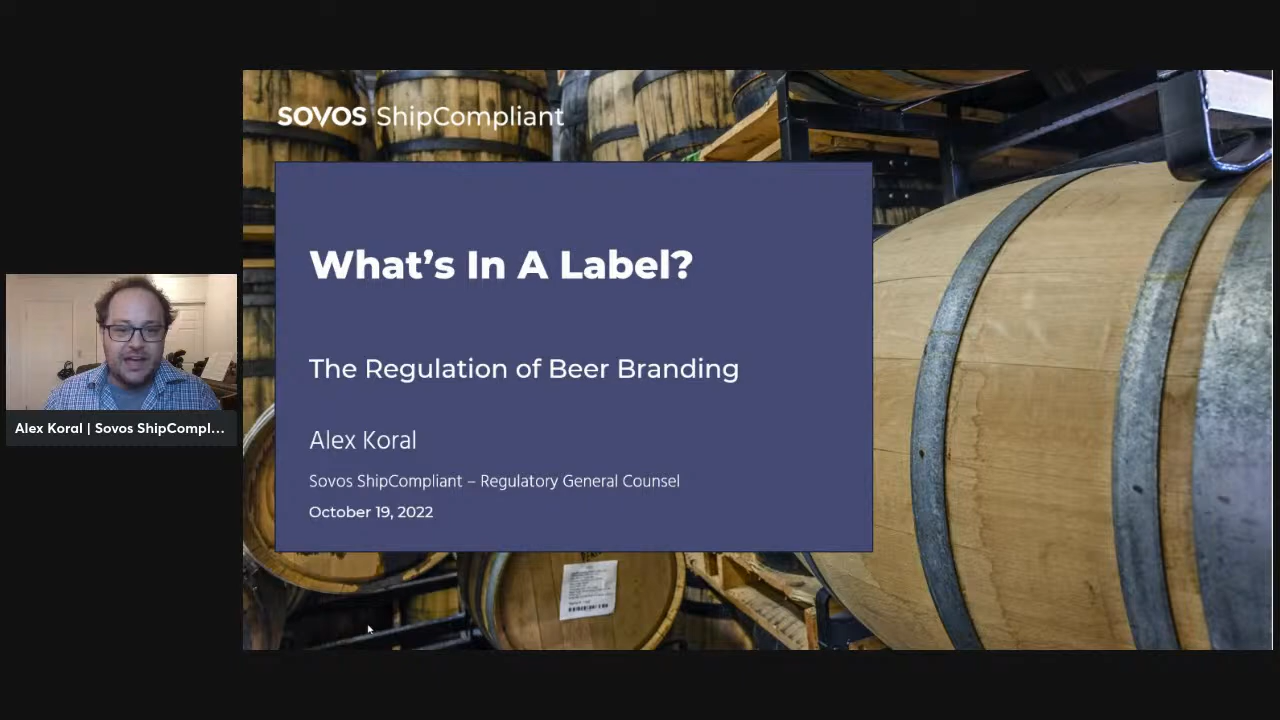 sovos ShipCompliant
What's In A Label?
The Regulation of Beer Branding
Alex Koral
Sovos ShipCompliant – Regulatory General Counsel
October 19, 2022
Alex Koral | Sovos ShipCompl...